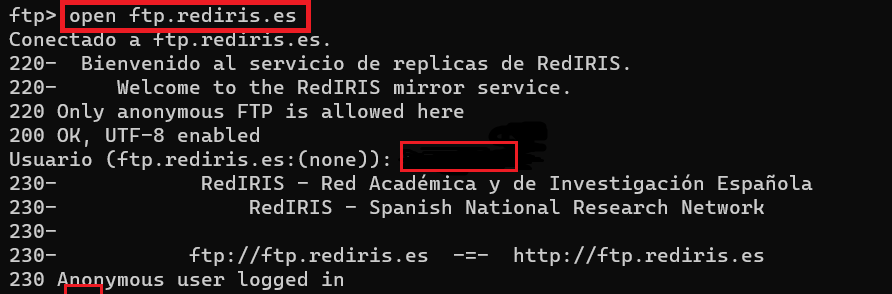 ftp> open ftp.rediris.es
Conectado a ftp.rediris.es.
220-  Bienvenido al servicio de replicas de RedIRIS.
220-     Welcome to the RedIRIS mirror service.
220 Only anonymous FTP is allowed here
200 OK, UTF-8 enabled
Usuario (ftp.rediris.es:(none)):
230-            RedIRIS - Red Académica y de Investigación Española
230-                RedIRIS - Spanish National Research Network
230-
230-           ftp://ftp.rediris.es  -=-  http://ftp.rediris.es
230 Anonymous user logged in